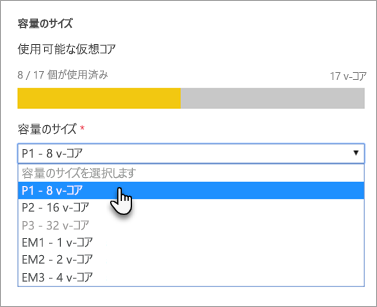 容量のサイズ
使用可能な仮想コア
8 / 17 個が使用済み
17 v-コア
容量のサイズ *
P1 - 8 v-コア
容量のサイズを選択します
P1 - 8 v-コア
P2 - 16 v-コア
P3 - 32 v-コア
EM1 - 1 v-コア
EM2 - 2 v-コア
EM3 - 4 v-コア